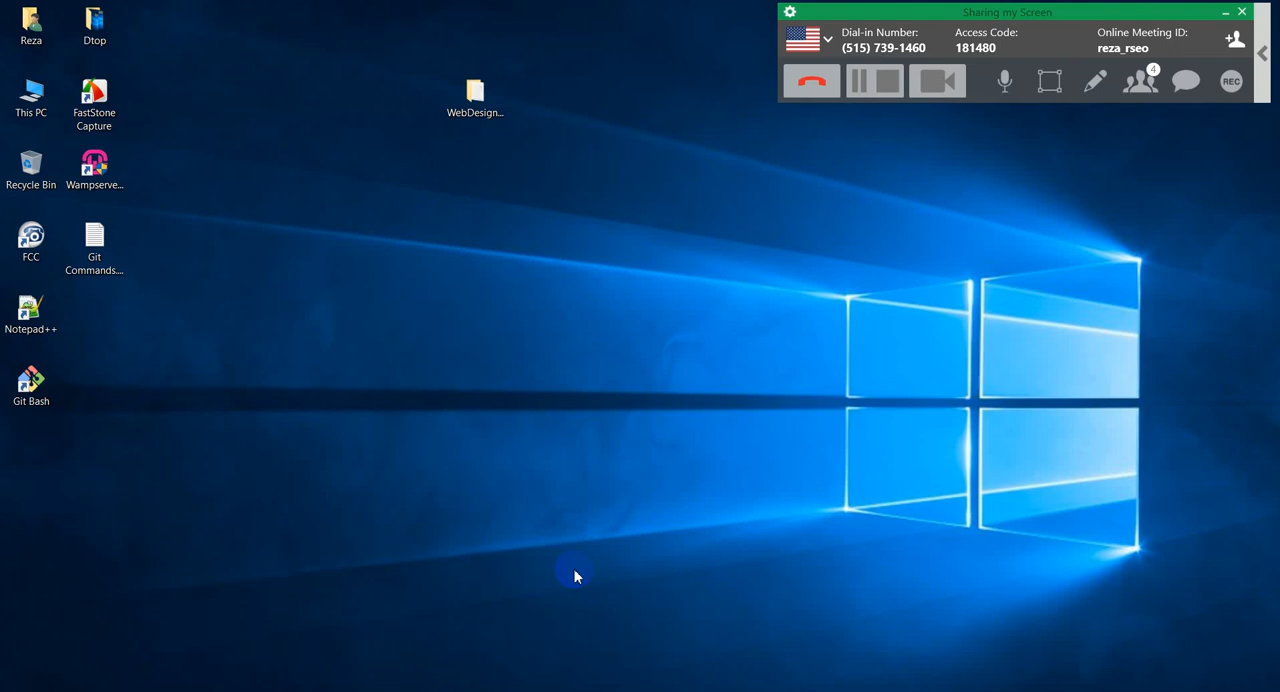 Reza
Dtop
This PC
FastStone
Capture
WebDesign...
Recycle Bin
Wampserve...
FCC
Git
Commands....
Notepad++
Git Bash
Sharing my Screen
Dial-in Number:
(515) 739-1460
Access Code:
181480
Online Meeting ID:
reza_rseo
4
REC